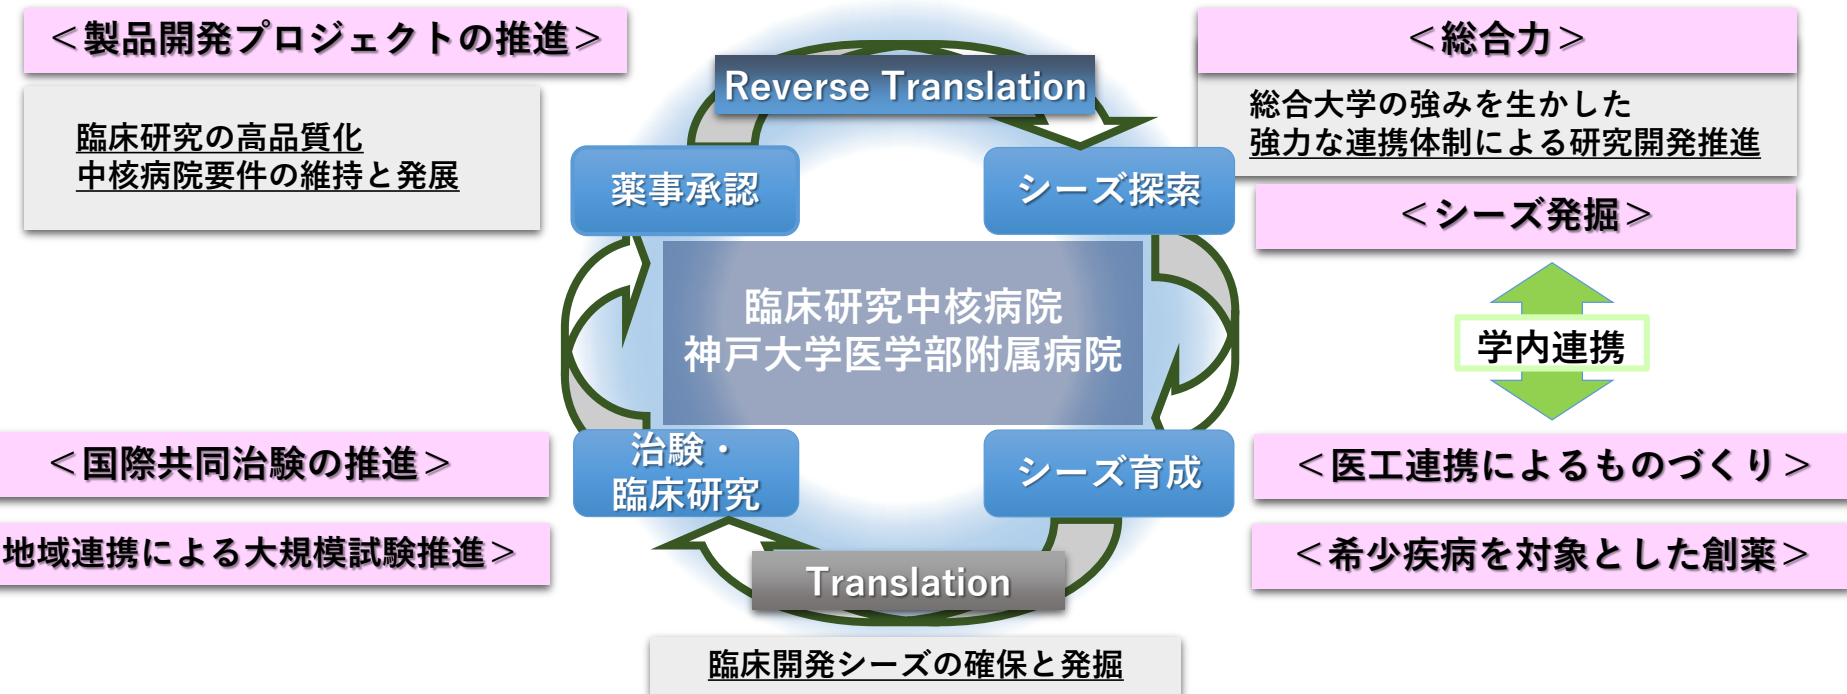 ＜製品開発プロジェクトの推進＞
臨床研究の高品質化
中核病院要件の維持と発展
Reverse Translation
＜総合力＞
総合大学の強みを生かした
強力な連携体制による研究開発推進
薬事承認
シーズ探索
＜シーズ発掘＞
臨床研究中核病院
神戸大学医学部附属病院
学内連携
＜国際共同治験の推進＞
治験・
臨床研究
シーズ育成
＜医工連携によるものづくり＞
地域連携による大規模試験推進＞
Translation
＜希少疾病を対象とした創薬＞
臨床開発シーズの確保と発掘